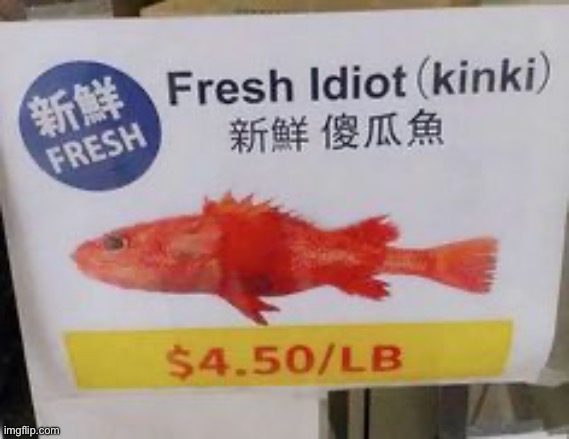 新鮮
FRESH
Fresh Idiot (kinki)
新鮮 傻瓜魚
$4.50/LB
imgflip.com